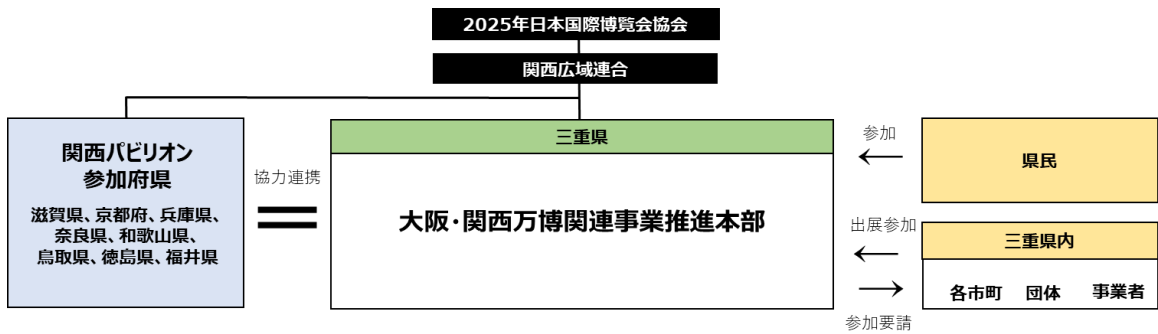 2025年日本国際博覧会協会
関西広域連合
関西パビリオン
参加府県
滋賀県、京都府、兵庫県、
奈良県、和歌山県、
鳥取県、徳島県、福井県
協力連携
三重県
大阪・関西万博関連事業推進本部
参加
県民
出展参加
三重県内
各市町 団体 事業者
参加要請